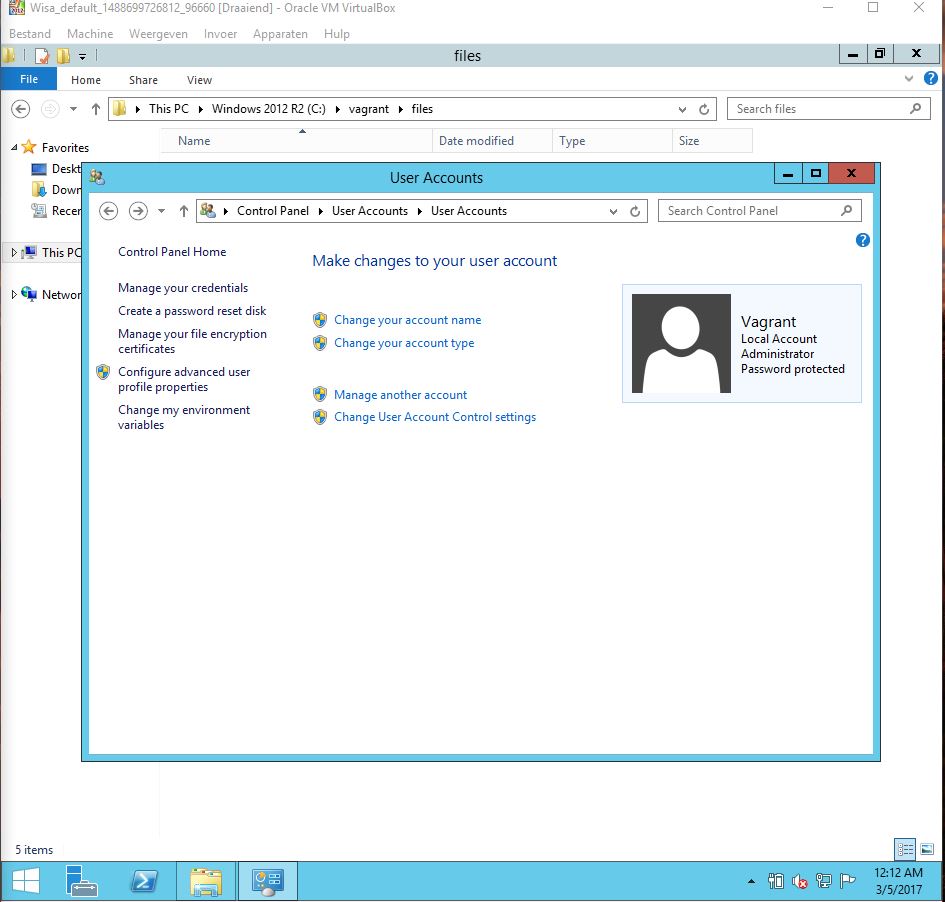 Wisa_default_1488699726812_96660 [Draaiend] - Oracle VM VirtualBox
Bestand Machine Weergeven Invoer Apparaten Help
files
File Home Share View
This PC Windows 2012 R2 (C:) vagrant files
Search files
Name Date modified Type Size
Favorites
Deskt
Down
Recer
This PC
Networ
User Accounts
Control Panel User Accounts User Accounts
Search Control Panel
Control Panel Home
Manage your credentials
Create a password reset disk
Manage your file encryption
certificates
Configure advanced user
profile properties
Change my environment
variables
Make changes to your user account
Change your account name
Change your account type
Manage another account
Change User Account Control settings
Vagrant
Local Account
Administrator
Password protected
5 items
12:12 AM
3/5/2017